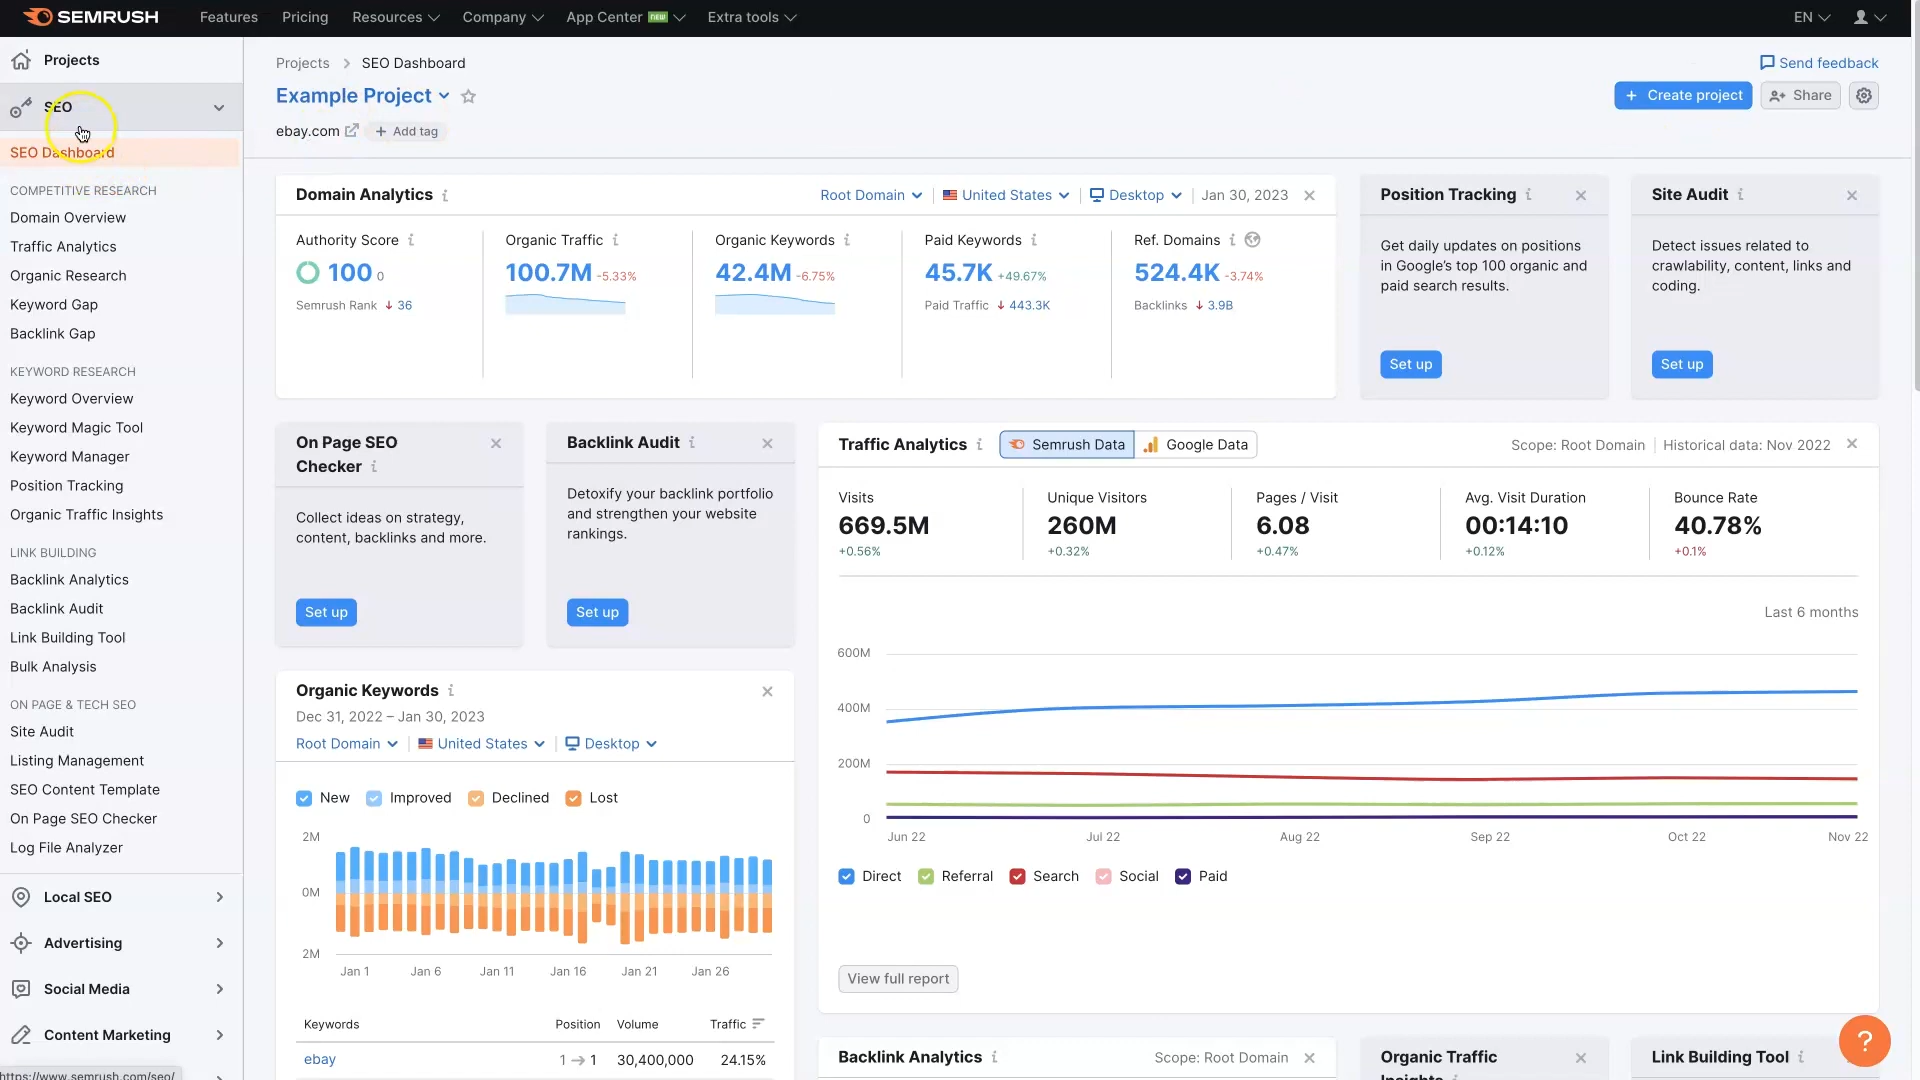 SEMRUSH
Features Pricing Resources Company App Center NEW Extra tools EN
Projects
SEO
SEO Dashboard
COMPETITIVE RESEARCH
Domain Overview
Traffic Analytics
Organic Research
Keyword Gap
Backlink Gap
KEYWORD RESEARCH
Keyword Overview
Keyword Magic Tool
Keyword Manager
Position Tracking
Organic Traffic Insights
LINK BUILDING
Backlink Analytics
Backlink Audit
Link Building Tool
Bulk Analysis
ON PAGE & TECH SEO
Site Audit
Listing Management
SEO Content Template
On Page SEO Checker
Log File Analyzer
Local SEO
Advertising
Social Media
Content Marketing
https://www.semrush.com/seo/
Projects > SEO Dashboard
Send feedback
Example Project
+ Create project
Share
ebay.com
+ Add tag
Domain Analytics i
Root Domain | United States | Desktop | Jan 30, 2023
Authority Score i
100 0
Semrush Rank ↓ 36
Organic Traffic i
100.7M -5.33%
Organic Keywords i
42.4M -6.75%
Paid Keywords i
45.7K +49.67%
Paid Traffic ↓ 443.3K
Ref. Domains i
524.4K -3.74%
Backlinks ↓ 3.9B
Position Tracking i
Get daily updates on positions
in Google's top 100 organic and
paid search results.
Set up
Site Audit i
Detect issues related to
crawlability, content, links and
coding.
Set up
On Page SEO
Checker i
Collect ideas on strategy,
content, backlinks and more.
Set up
Backlink Audit i
Detoxify your backlink portfolio
and strengthen your website
rankings.
Set up
Traffic Analytics i
Semrush Data Google Data
Scope: Root Domain | Historical data: Nov 2022
Visits
669.5M
+0.56%
Unique Visitors
260M
+0.32%
Pages / Visit
6.08
+0.47%
Avg. Visit Duration
00:14:10
+0.12%
Bounce Rate
40.78%
+0.1%
Last 6 months
600M
400M
200M
0
Jun 22 Jul 22 Aug 22 Sep 22 Oct 22 Nov 22
Direct Referral Search Social Paid
View full report
Organic Keywords i
Dec 31, 2022 – Jan 30, 2023
Root Domain | United States | Desktop
New Improved Declined Lost
2M
0M
2M
Jan 1 Jan 6 Jan 11 Jan 16 Jan 21 Jan 26
Keywords Position Volume Traffic
ebay 1 → 1 30,400,000 24.15%
Backlink Analytics i
Scope: Root Domain
Organic Traffic
Insights i
Link Building Tool i
?